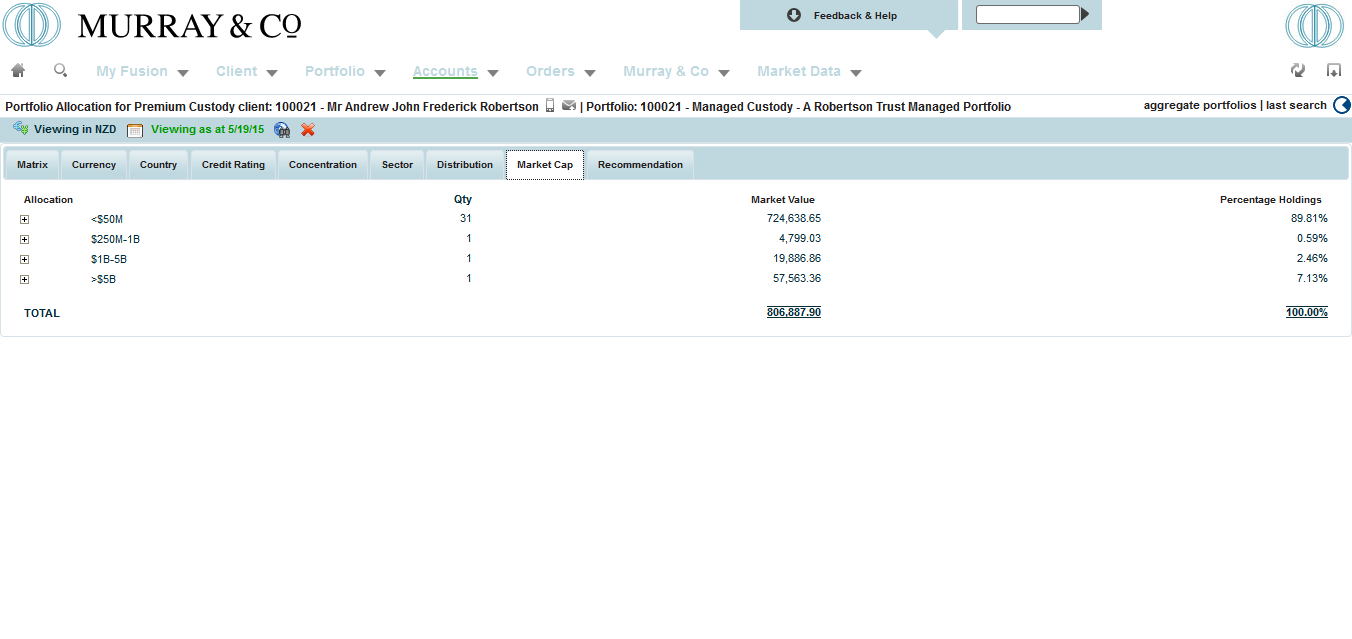 MURRAY & CO
Feedback & Help
My Fusion Client Portfolio Accounts Orders Murray & Co Market Data
Portfolio Allocation for Premium Custody client: 100021 - Mr Andrew John Frederick Robertson | Portfolio: 100021 - Managed Custody - A Robertson Trust Managed Portfolio aggregate portfolios | last search
Viewing in NZD Viewing as at 5/19/15
Matrix Currency Country Credit Rating Concentration Sector Distribution Market Cap Recommendation
Allocation Qty Market Value Percentage Holdings
<$50M 31 724,638.65 89.81%
$250M-1B 1 4,799.03 0.59%
$1B-5B 1 19,886.86 2.46%
>$5B 1 57,563.36 7.13%
TOTAL 806,887.90 100.00%